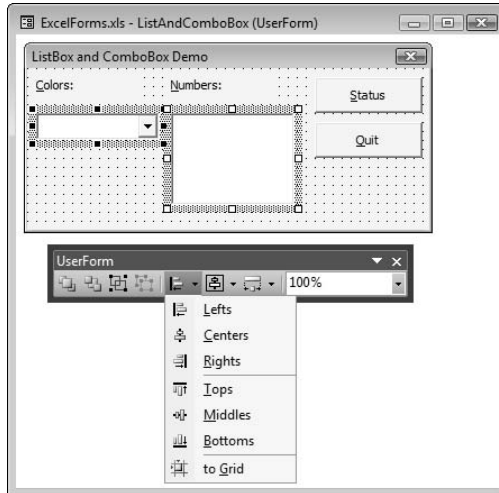 ExcelForms.xls - ListAndComboBox (UserForm)
ListBox and ComboBox Demo
Colors: Numbers:
Status
Quit
UserForm
100%
Lefts
Centers
Rights
Tops
Middles
Bottoms
to Grid